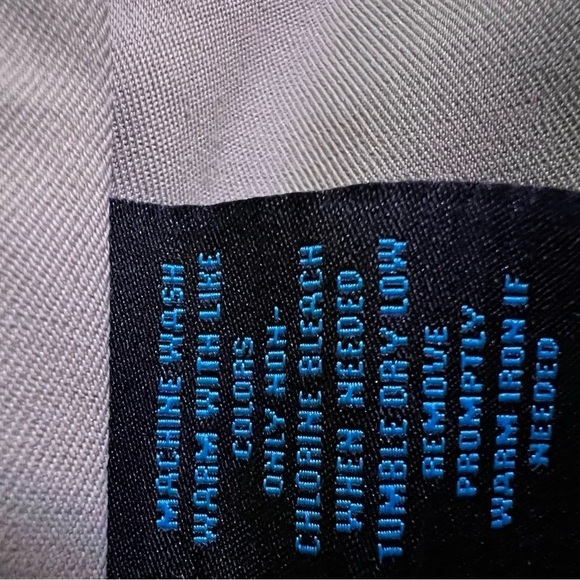 MACHINE WASH
WARM WITH LIKE
COLORS
ONLY NON-
CHLORINE BLEACH
WHEN NEEDED
TUMBLE DRY LOW
REMOVE
PROMPTLY
WARM IRON IF
NEEDED